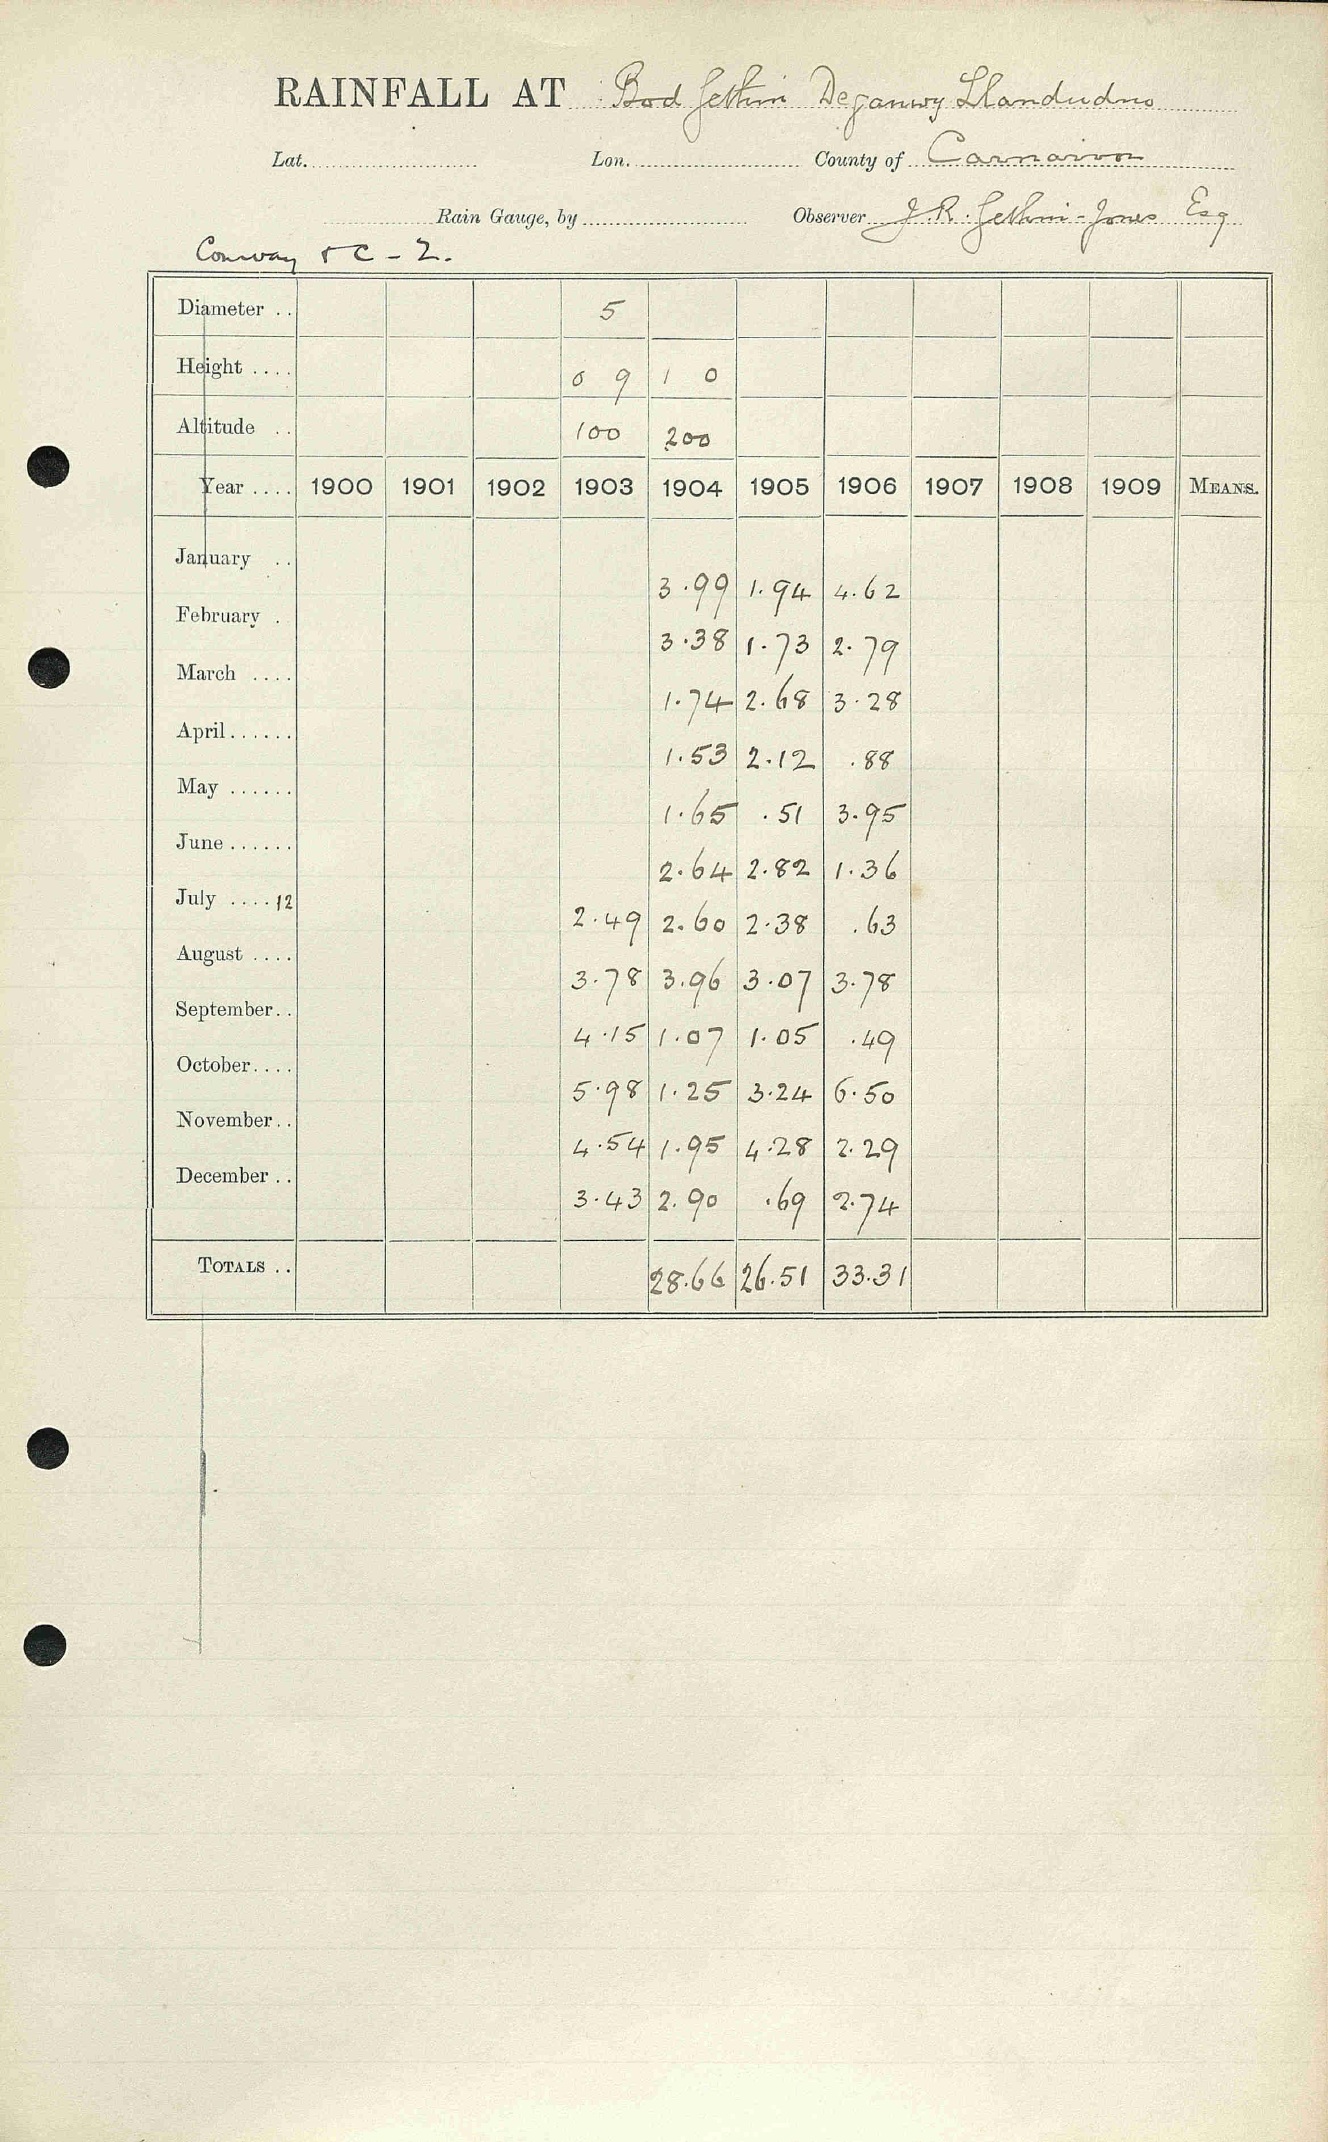 RAINFALL AT Bod Gethin Deganwy Llandudno
Lat. Lon. County of Carnarvon
Rain Gauge, by Observer J. R. Gethin-Jones Esq
Conway & C - 2.
Diameter .. 5
Height .... 0 9 1 0
Altitude .. 100 200
Year .... 1900 1901 1902 1903 1904 1905 1906 1907 1908 1909 MEANS.
January .. 3.99 1.94 4.62
February . 3.38 1.73 2.79
March .... 1.74 2.68 3.28
April...... 1.53 2.12 .88
May ...... 1.65 .51 3.95
June...... 2.64 2.82 1.36
July ....12 2.49 2.60 2.38 .63
August .... 3.78 3.96 3.07 3.78
September.. 4.15 1.07 1.05 .49
October.... 5.98 1.25 3.24 6.50
November.. 4.54 1.95 4.28 2.29
December .. 3.43 2.90 .69 2.74
TOTALS .. 28.66 26.51 33.31